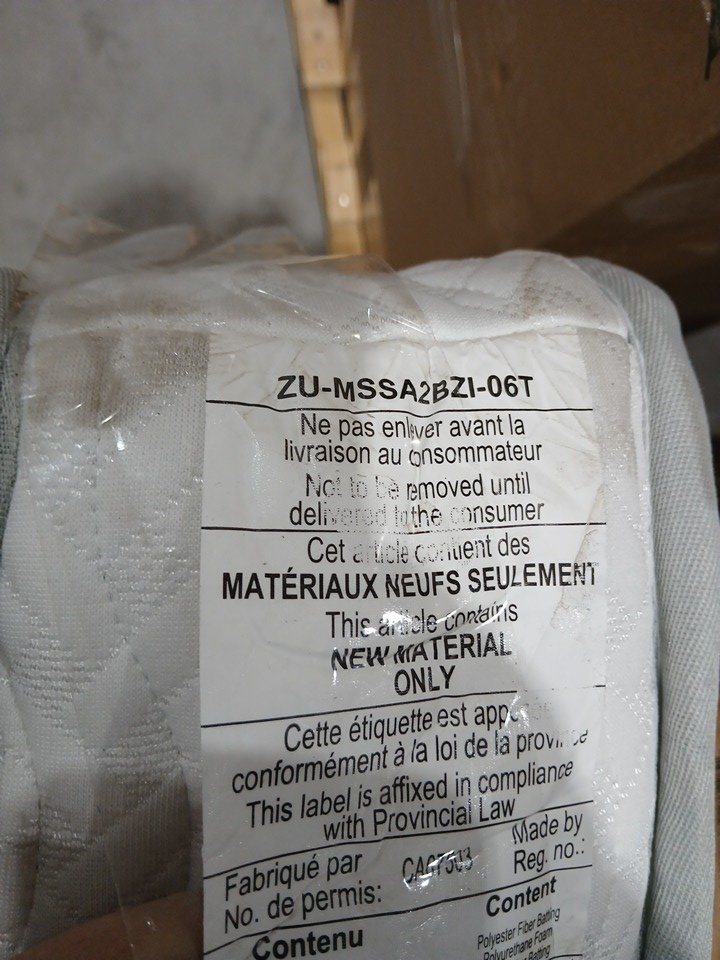 ZU-MSSA2BZI-06T
Ne pas enlever avant la
livraison au consommateur
Not to be removed until
delivered to the consumer
Cet article contient des
MATÉRIAUX NEUFS SEULEMENT
This article contains
NEW MATERIAL
ONLY
Cette étiquette est
conformément à la loi de la province
This label is affixed in compliance
with Provincial Law
Fabriqué par Made by
No. de permis: Reg. no.:
Contenu Content
Polyester Fiber Batting
Polyurethane Foam
Batting